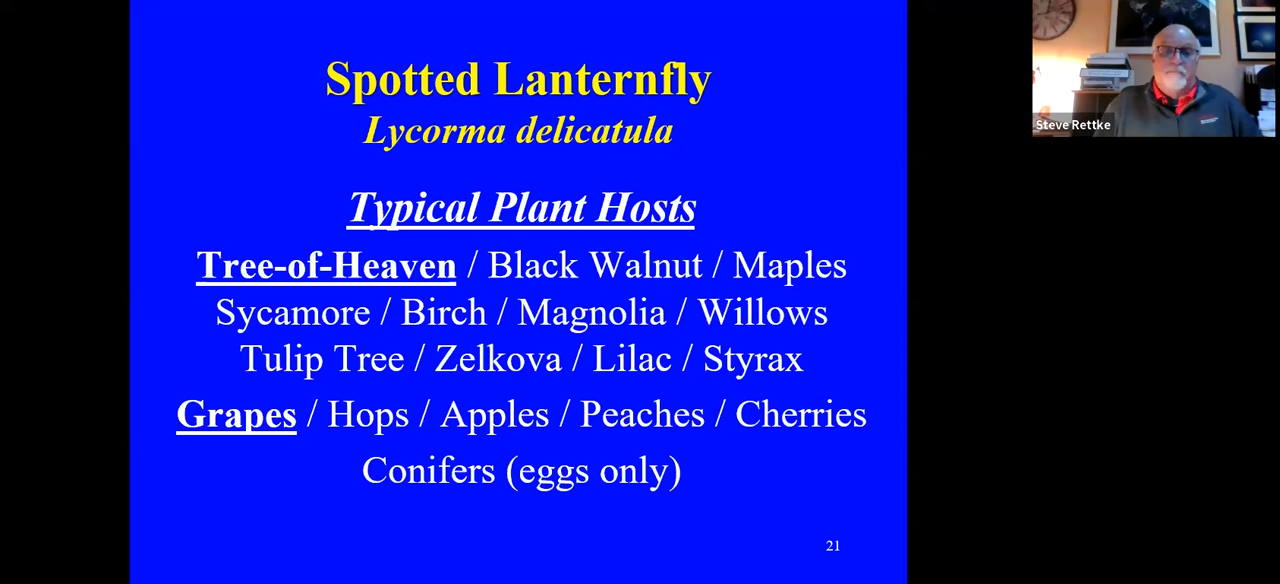 Spotted Lanternfly
Lycorma delicatula
Typical Plant Hosts
Tree-of-Heaven / Black Walnut / Maples
Sycamore / Birch / Magnolia / Willows
Tulip Tree / Zelkova / Lilac / Styrax
Grapes / Hops / Apples / Peaches / Cherries
Conifers (eggs only)
21
Steve Rettke